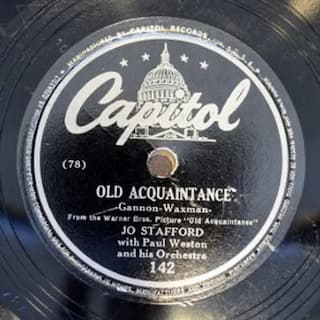 Capitol
(78)
OLD ACQUAINTANCE
-Gannon-Waxman-
From the Warner Bros. Picture "Old Acquaintance"
JO STAFFORD
with Paul Weston
and his Orchestra
142